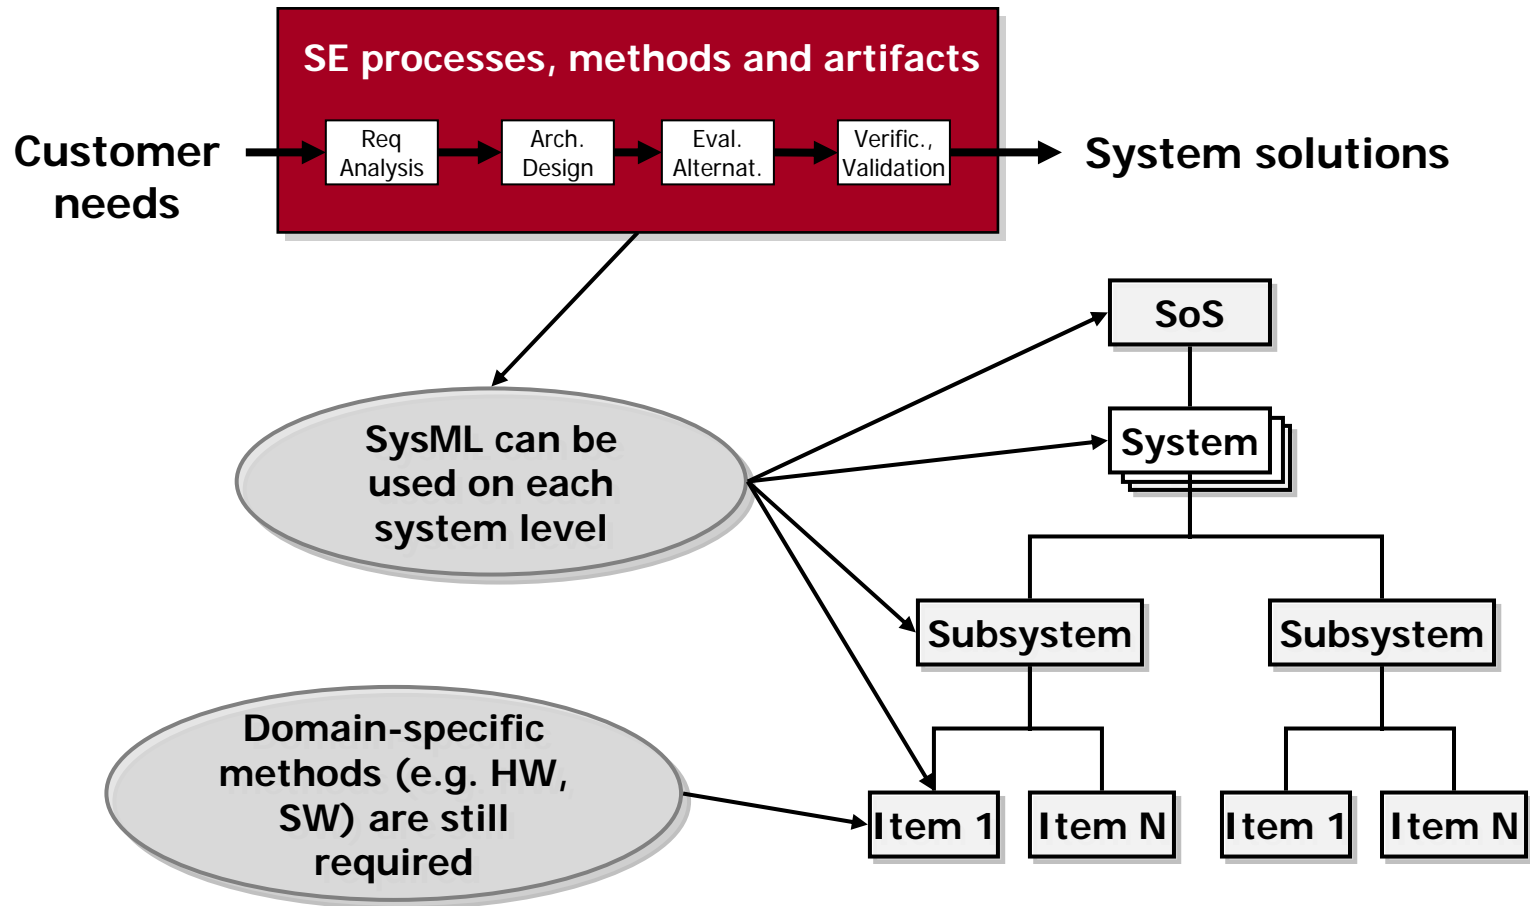 SE processes, methods and artifacts
Customer
needs
Req
Analysis
Arch.
Design
Eval.
Alternat.
Verific.,
Validation
System solutions
SoS
SysML can be
used on each
system level
System
Subsystem
Subsystem
Domain-specific
methods (e.g. HW,
SW) are still
required
Item 1
Item N
Item 1
Item N